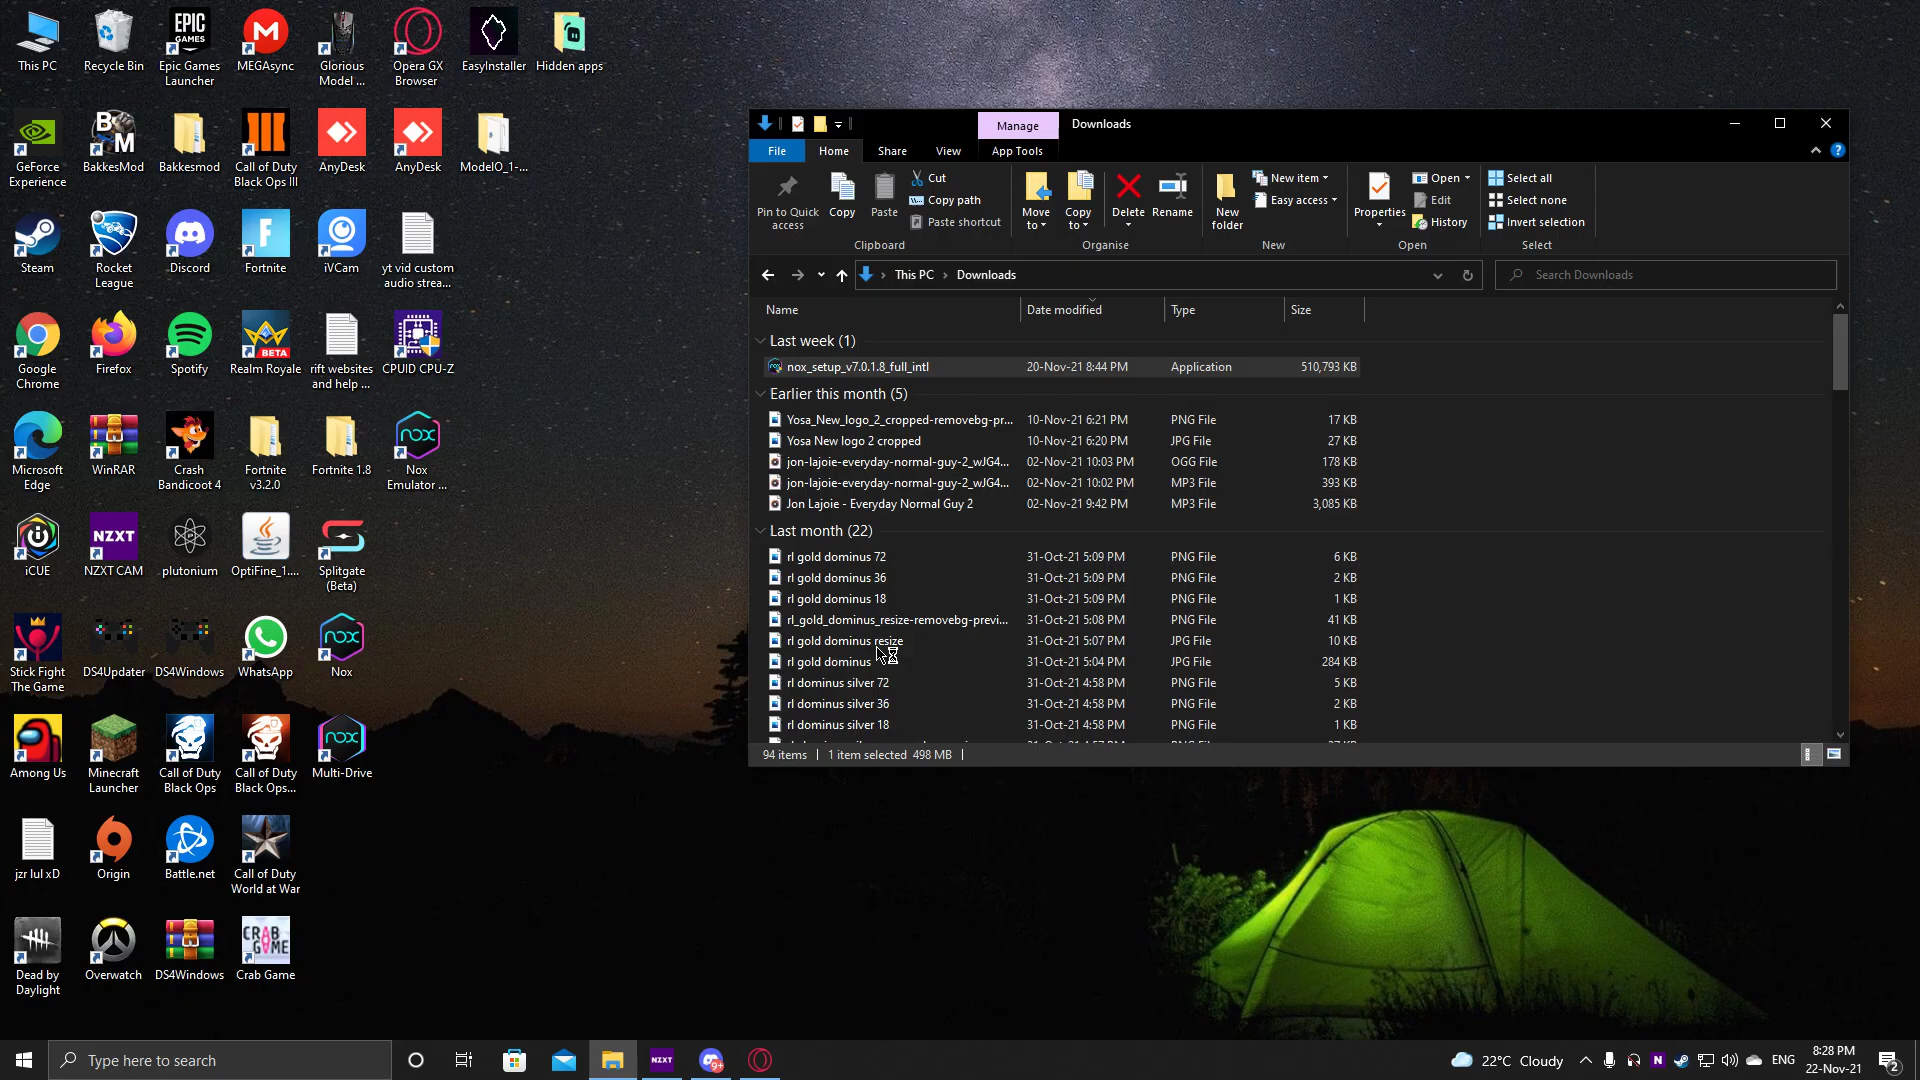 This PC
Recycle Bin
Epic Games
Launcher
MEGAsync
Glorious
Model ...
Opera GX
Browser
EasyInstaller
Hidden apps
GeForce
Experience
BakkesMod
Bakkesmod
Call of Duty
Black Ops III
AnyDesk
AnyDesk
ModelO_1-...
Steam
Rocket
League
Discord
Fortnite
iVCam
yt vid custom
audio strea...
Google
Chrome
Firefox
Spotify
Realm Royale
BETA
rift websites
and help ...
CPUID CPU-Z
Microsoft
Edge
WinRAR
Crash
Bandicoot 4
Fortnite
v3.2.0
Fortnite 1.8
Nox
Emulator ...
iCUE
NZXT
NZXT CAM
plutonium
OptiFine_1....
Splitgate
(Beta)
Stick Fight
The Game
DS4Updater
DS4Windows
WhatsApp
Nox
Among Us
Minecraft
Launcher
Call of Duty
Black Ops
Call of Duty
Black Ops...
Multi-Drive
jzr lul xD
Origin
Battle.net
Call of Duty
World at War
Dead by
Daylight
Overwatch
DS4Windows
CRAB
GAME
Crab Game
Manage
Downloads
File
Home
Share
View
App Tools
Pin to Quick
access
Copy
Paste
Cut
Copy path
Paste shortcut
Clipboard
Move
to
Copy
to
Delete
Rename
Organise
New
folder
New item
Easy access
New
Properties
Open
Edit
History
Open
Select all
Select none
Invert selection
Select
This PC
Downloads
Search Downloads
Name
Date modified
Type
Size
Last week (1)
nox_setup_v7.0.1.8_full_intl 20-Nov-21 8:44 PM Application 510,793 KB
Earlier this month (5)
Yosa_New_logo_2_cropped-removebg-pr... 10-Nov-21 6:21 PM PNG File 17 KB
Yosa New logo 2 cropped 10-Nov-21 6:20 PM JPG File 27 KB
jon-lajoie-everyday-normal-guy-2_wJG4... 02-Nov-21 10:03 PM OGG File 178 KB
jon-lajoie-everyday-normal-guy-2_wJG4... 02-Nov-21 10:02 PM MP3 File 393 KB
Jon Lajoie - Everyday Normal Guy 2 02-Nov-21 9:42 PM MP3 File 3,085 KB
Last month (22)
rl gold dominus 72 31-Oct-21 5:09 PM PNG File 6 KB
rl gold dominus 36 31-Oct-21 5:09 PM PNG File 2 KB
rl gold dominus 18 31-Oct-21 5:09 PM PNG File 1 KB
rl_gold_dominus_resize-removebg-previ... 31-Oct-21 5:08 PM PNG File 41 KB
rl gold dominus resize 31-Oct-21 5:07 PM JPG File 10 KB
rl gold dominus 31-Oct-21 5:04 PM JPG File 284 KB
rl dominus silver 72 31-Oct-21 4:58 PM PNG File 5 KB
rl dominus silver 36 31-Oct-21 4:58 PM PNG File 2 KB
rl dominus silver 18 31-Oct-21 4:58 PM PNG File 1 KB
94 items
1 item selected 498 MB
Type here to search
NZXT
9+
22°C Cloudy
ENG
8:28 PM
22-Nov-21
2